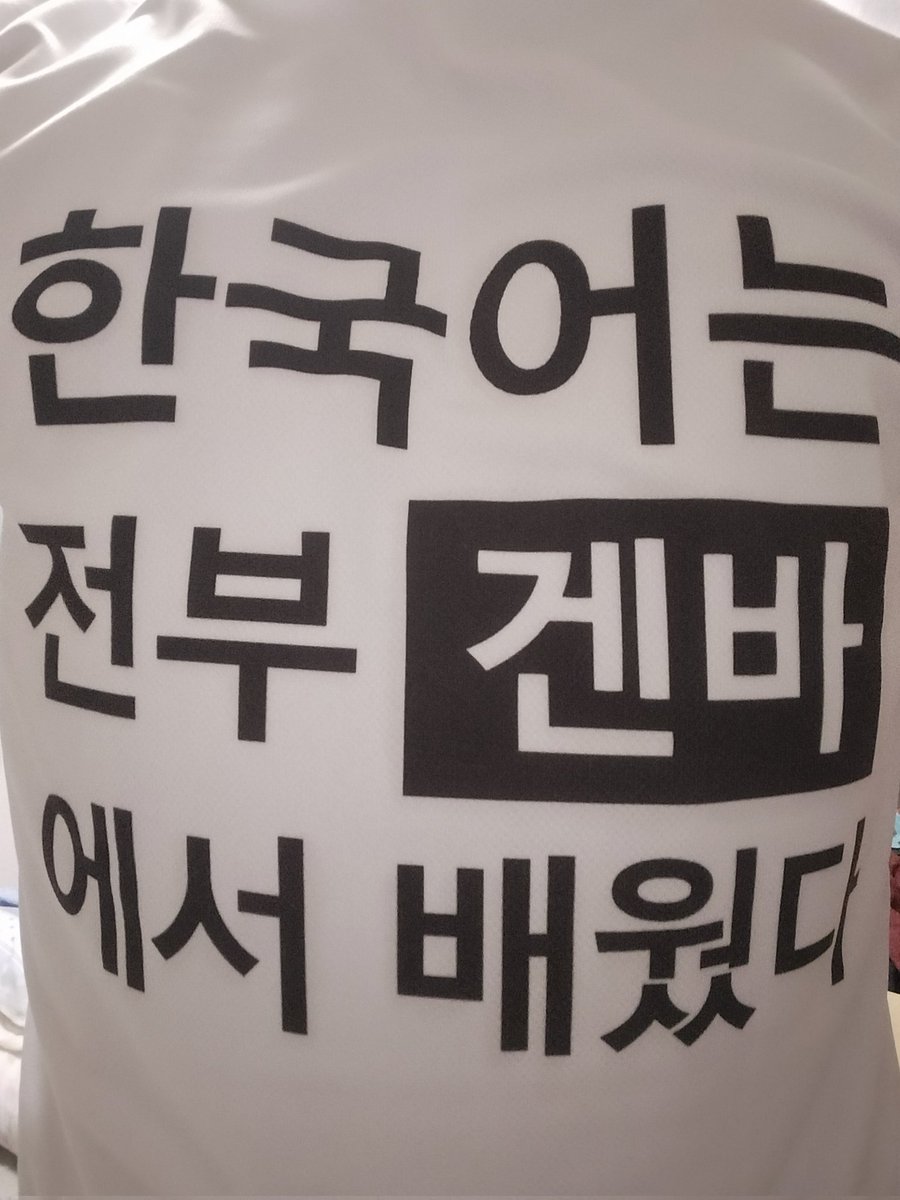 한국어는
전부 겐바
에서 배웠다